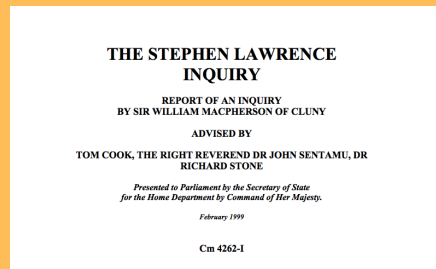 THE STEPHEN LAWRENCE
INQUIRY
REPORT OF AN INQUIRY
BY SIR WILLIAM MACPHERSON OF CLUNY
ADVISED BY
TOM COOK, THE RIGHT REVEREND DR JOHN SENTAMU, DR
RICHARD STONE
Presented to Parliament by the Secretary of State
for the Home Department by Command of Her Majesty.
February 1999
Cm 4262-I